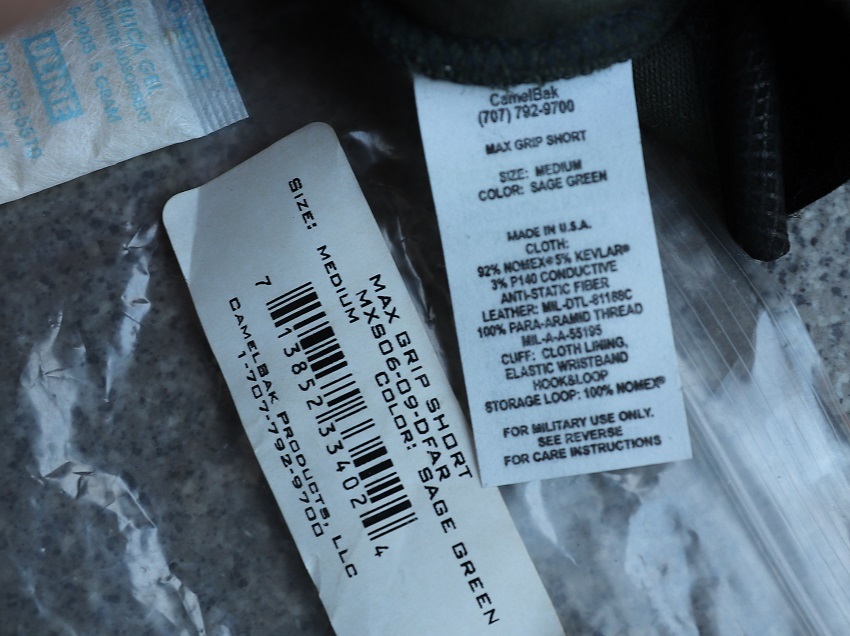 SILICA GEL
ULINE
5 GRAM
SIZE: MEDIUM
MAX GRIP SHORT
MXS06-09-DFAR
COLOR: SAGE GREEN
7 13852 33402 4
CAMELBAK PRODUCTS, LLC
1-707-792-9700
CamelBak
(707) 792-9700
MAX GRIP SHORT
SIZE: MEDIUM
COLOR: SAGE GREEN
MADE IN U.S.A.
CLOTH:
92% NOMEX® 5% KEVLAR®
3% P140 CONDUCTIVE
ANTI-STATIC FIBER
LEATHER: MIL-DTL-81188C
100% PARA-ARAMID THREAD
MIL-A-A-55195
CUFF: CLOTH LINING,
ELASTIC WRISTBAND
HOOK&LOOP
STORAGE LOOP: 100% NOMEX®
FOR MILITARY USE ONLY.
SEE REVERSE
FOR CARE INSTRUCTIONS